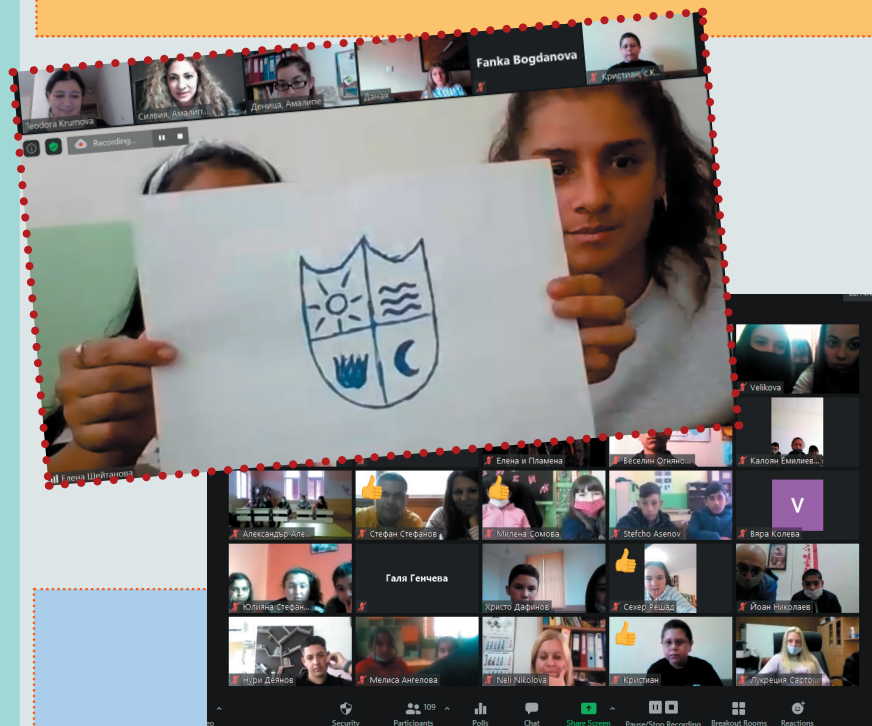 Teodora Krumova
Силвия, Амалип...
Деница, Амалипе
Даная
Fanka Bogdanova
Кристиан, С.К...
Recording...
Елена Шейтанова
Velikova
Елена и Пламена
Веселин Огняно...
Калоян Емилиев...
Александър Але...
Стефан Стефанов
Милена Сомова
Stefcho Asenov
V
Вяра Колева
Юлияна Стефан...
Галя Генчева
Христо Дафинов
Сехер Решад
Йоан Николаев
Нури Деянов
Мелиса Ангелова
Neli Nikolova
Кристиан
Лукреция Сарто...
Security
109
Participants
Polls
Chat
Share Screen
Pause/Stop Recording
Breakout Rooms
Reactions